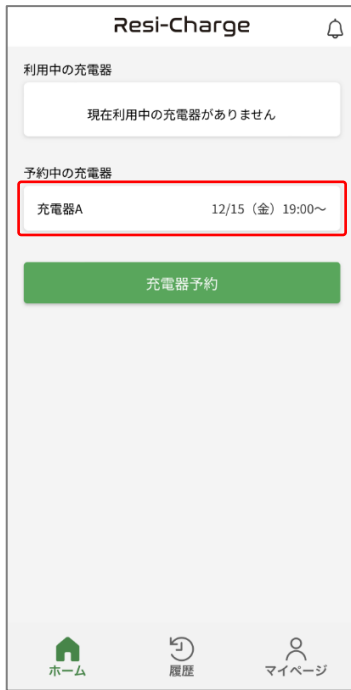 Resi-Charge
利用中の充電器
現在利用中の充電器がありません
予約中の充電器
充電器A 12/15（金）19:00～
充電器予約
ホーム 履歴 マイページ